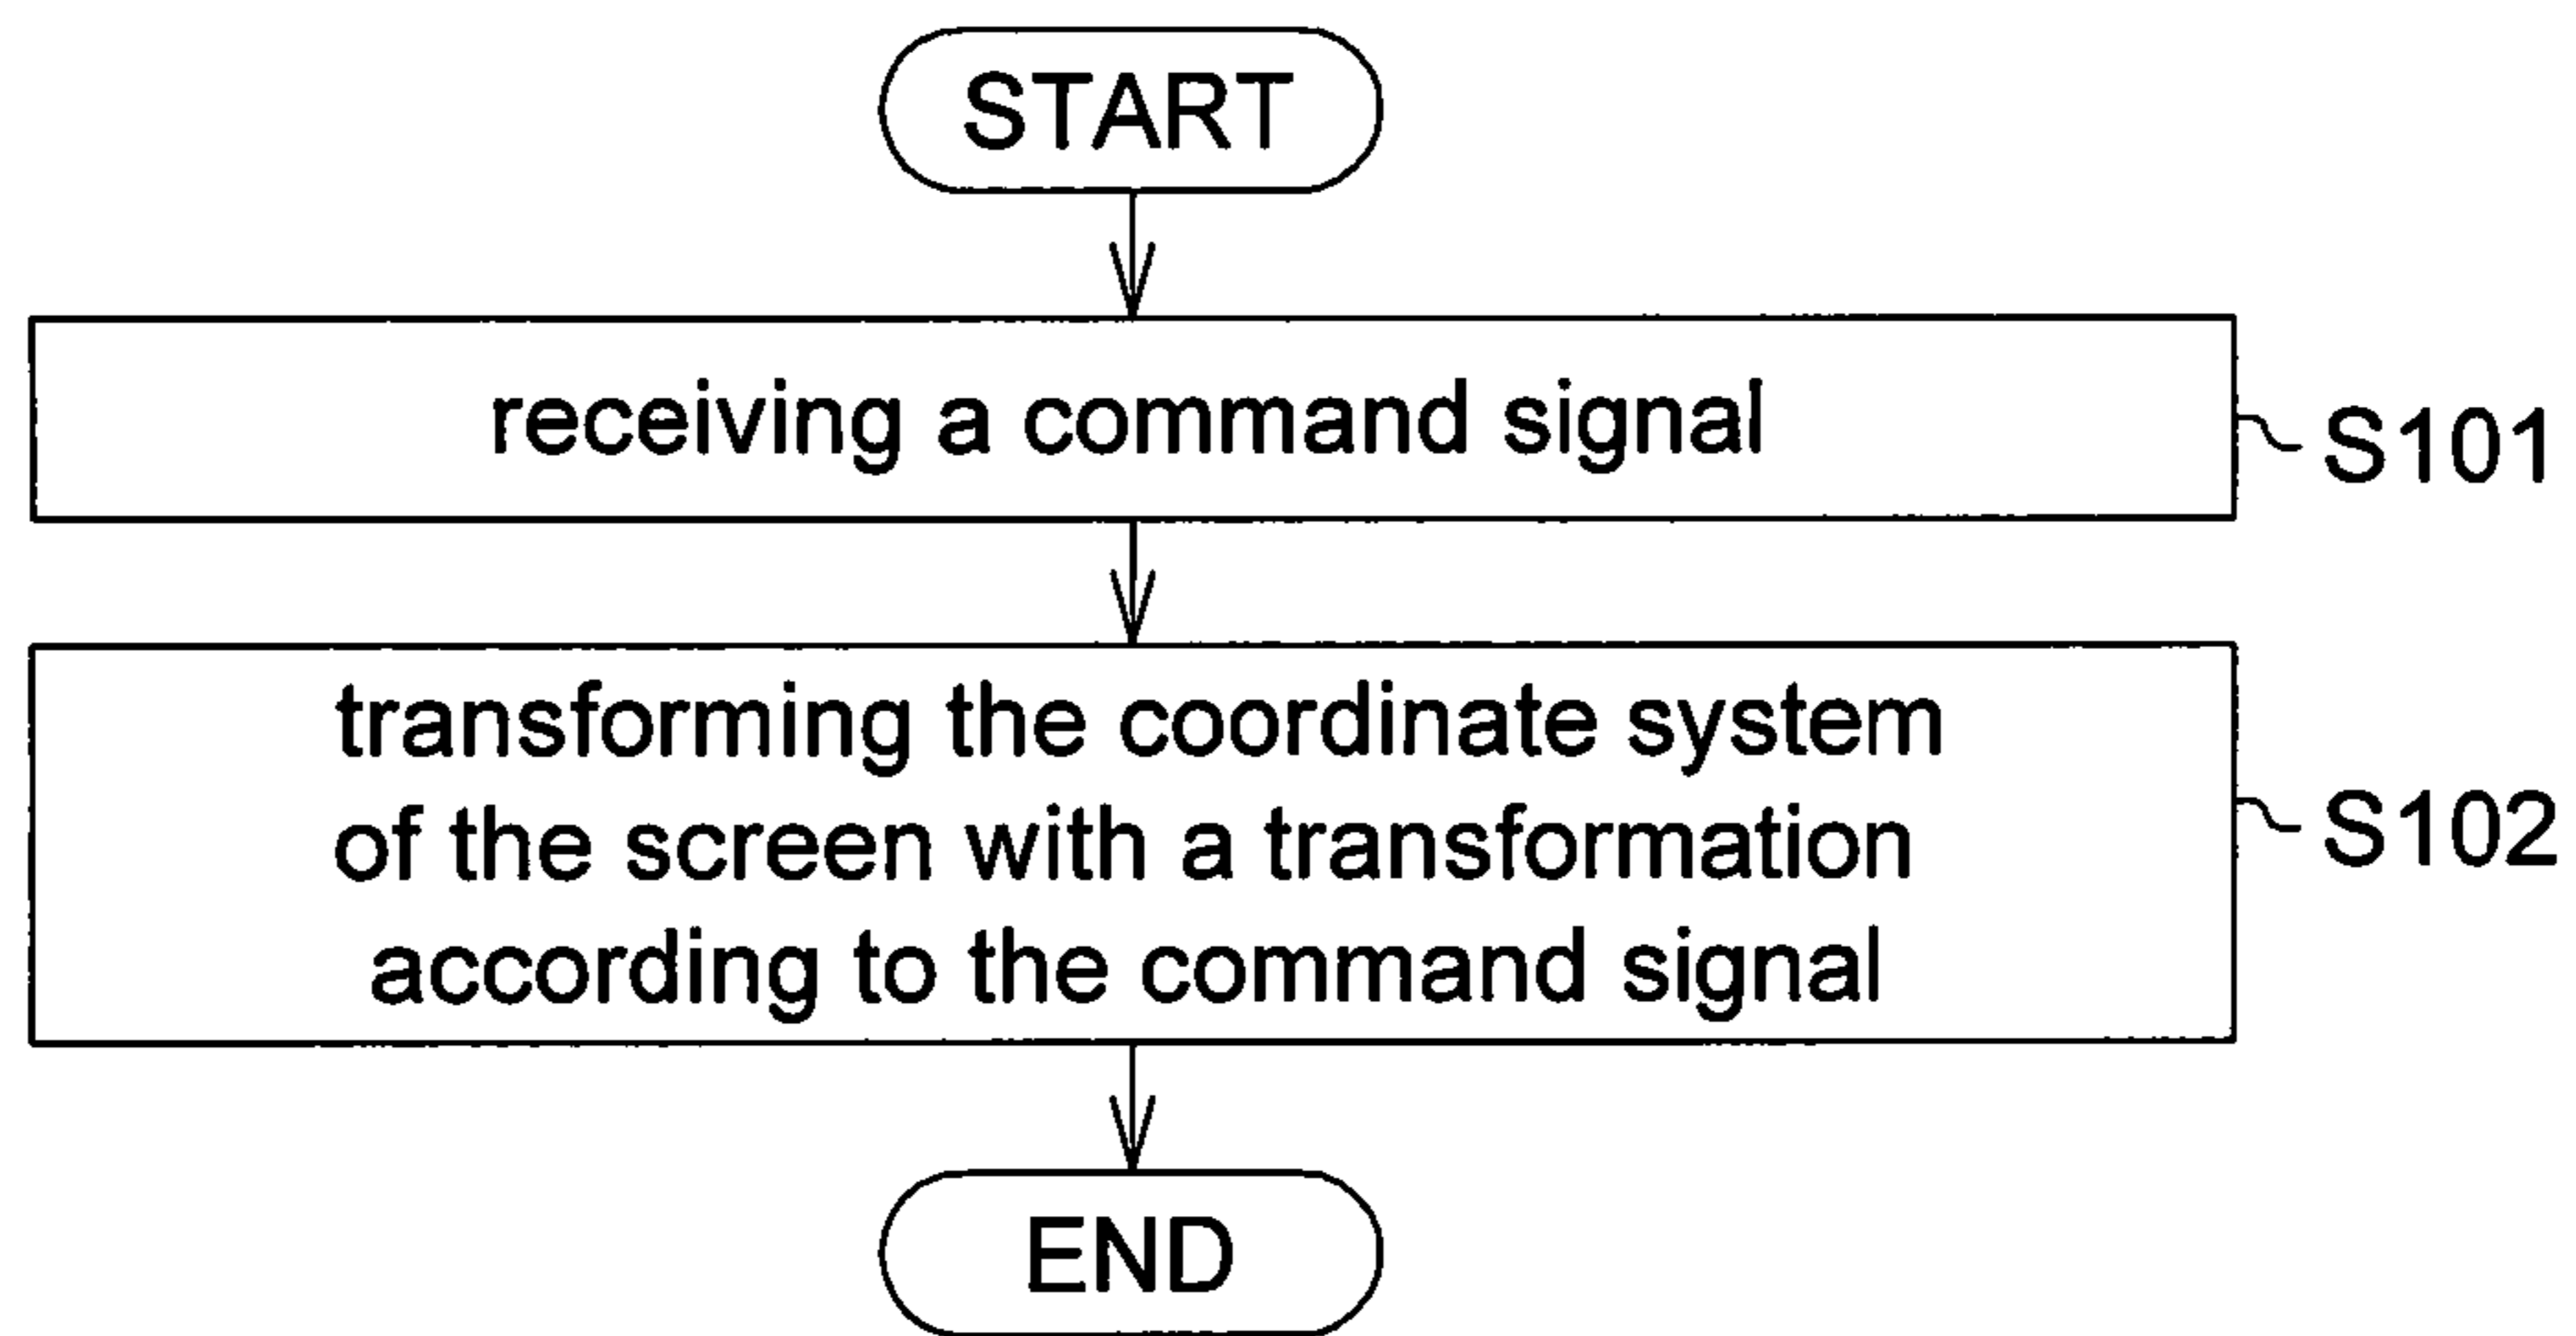 START
receiving a command signal
S101
transforming the coordinate system
of the screen with a transformation
according to the command signal
S102
END